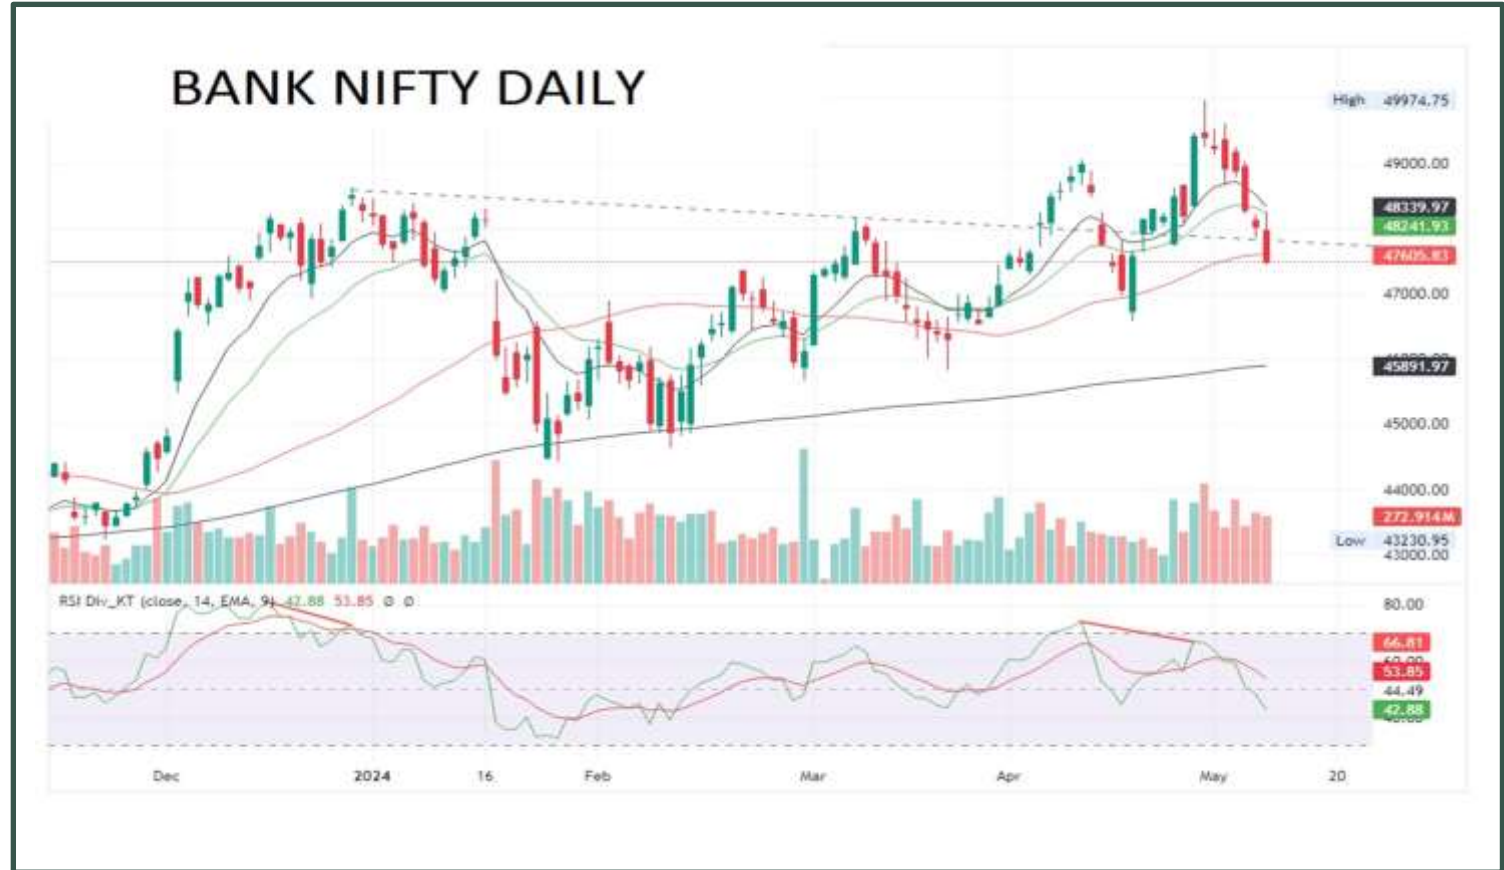 BANK NIFTY DAILY
High 49974.75
49000.00
48339.97
48241.93
47605.83
47000.00
45891.97
45000.00
44000.00
272.914M
Low 43230.95
43000.00
RSI Div_KT (close, 14, EMA, 9) 42.88 53.85 Ø Ø
80.00
66.81
53.85
44.49
42.88
Dec 2024 16 Feb Mar Apr May 20